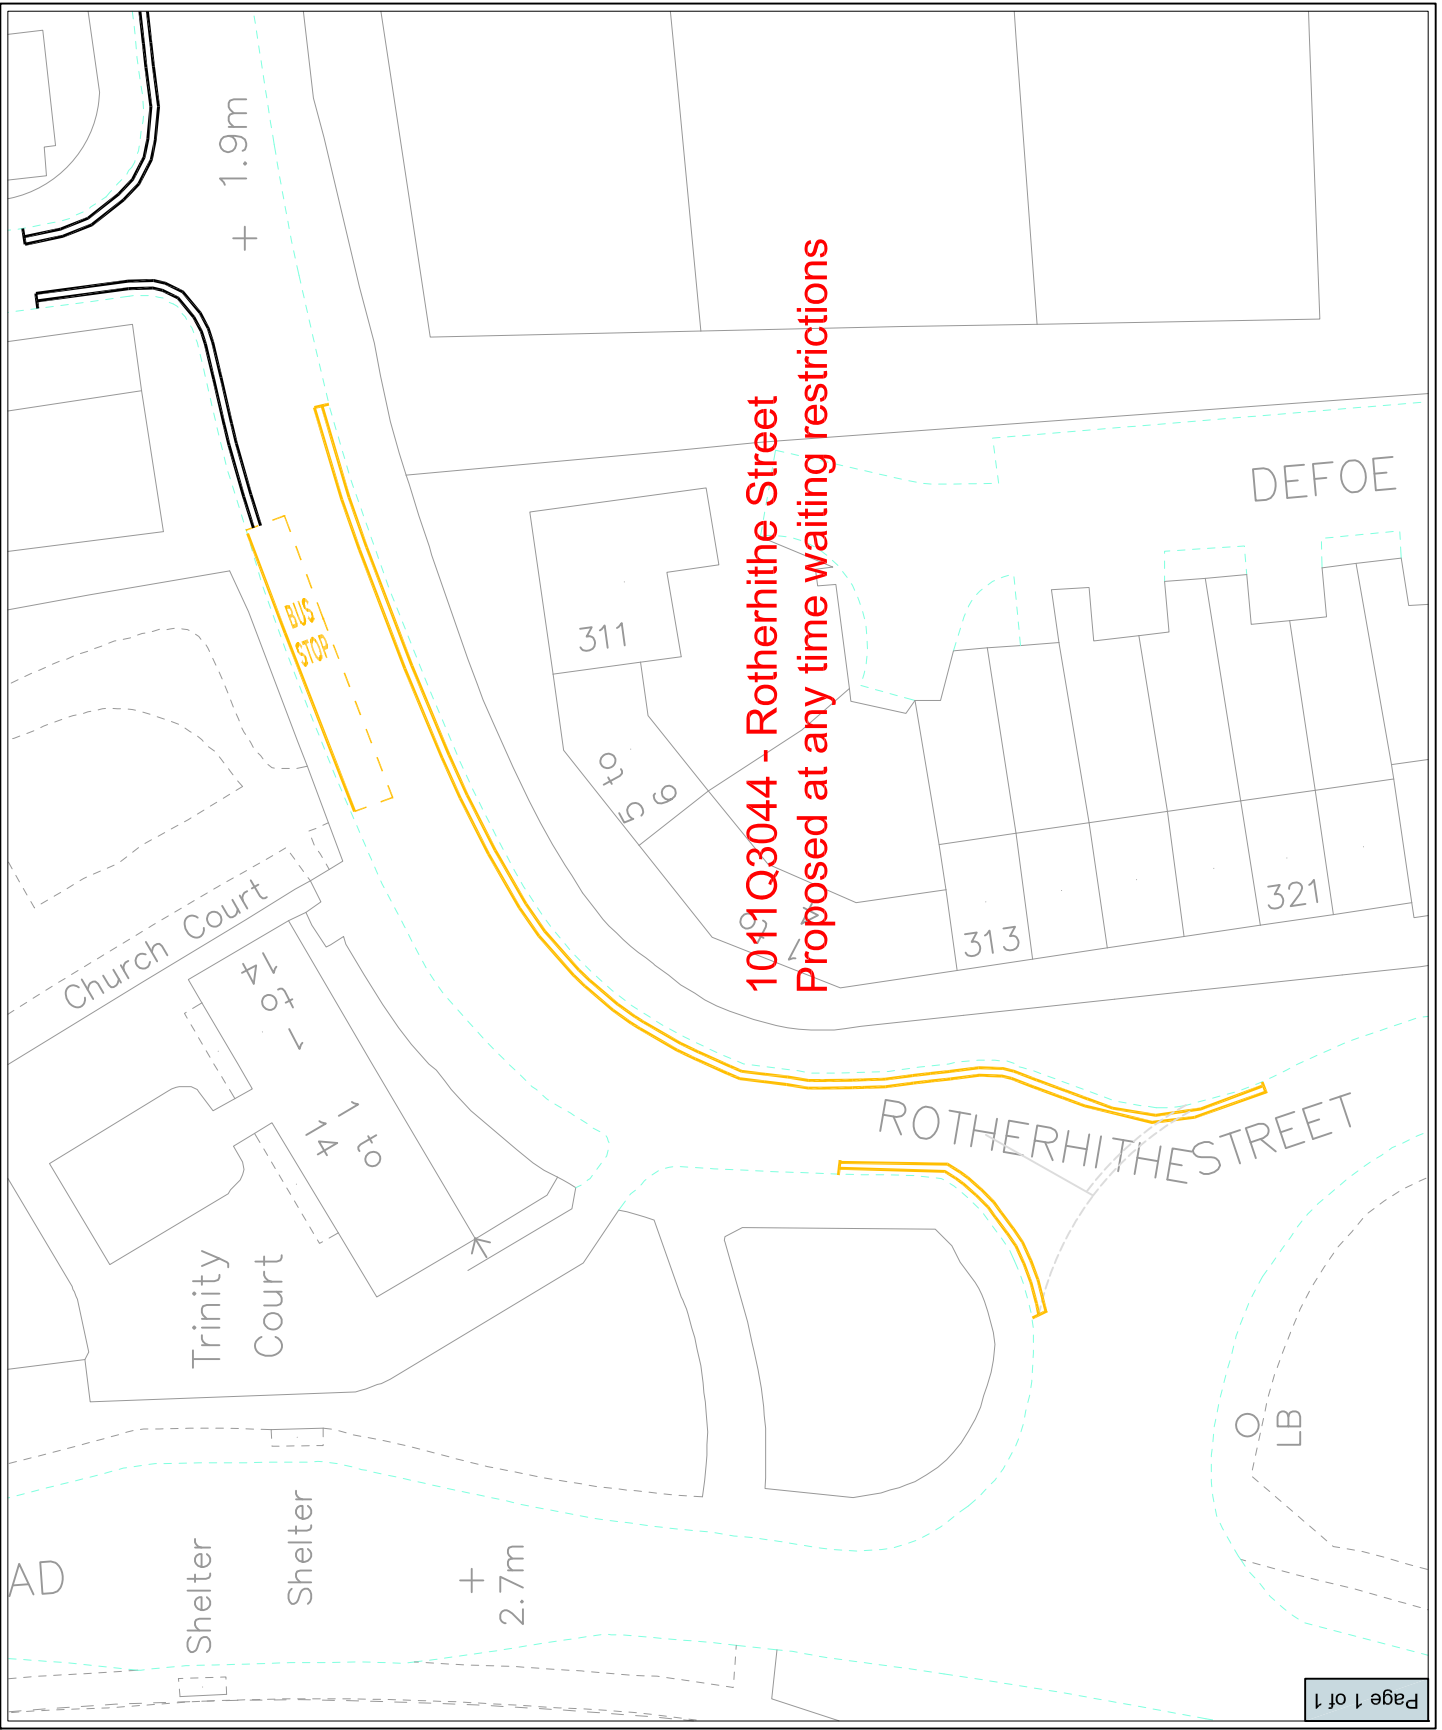 1011Q3044 - Rotherhithe Street
Proposed at any time waiting restrictions
1.9m
BUS
STOP
311
5 to
9
DEFOE
313
321
Church Court
1 to
14
1 to
14
Trinity
Court
ROTHERHITHE STREET
LB
Shelter
Shelter
2.7m
AD
Page 1 of 1